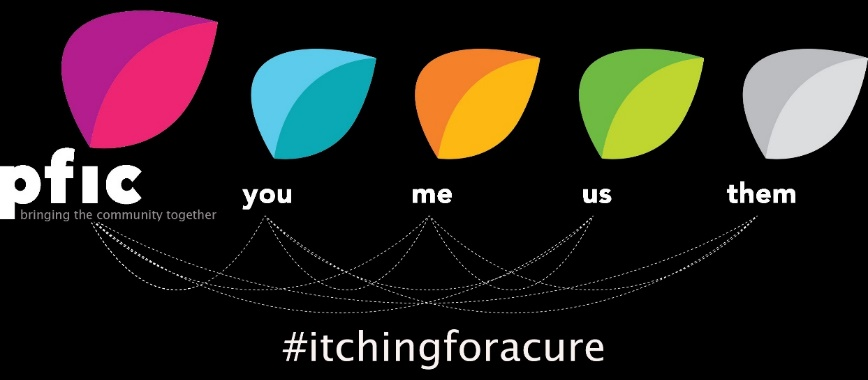 pfic
bringing the community together
you me us them
#itchingforacure